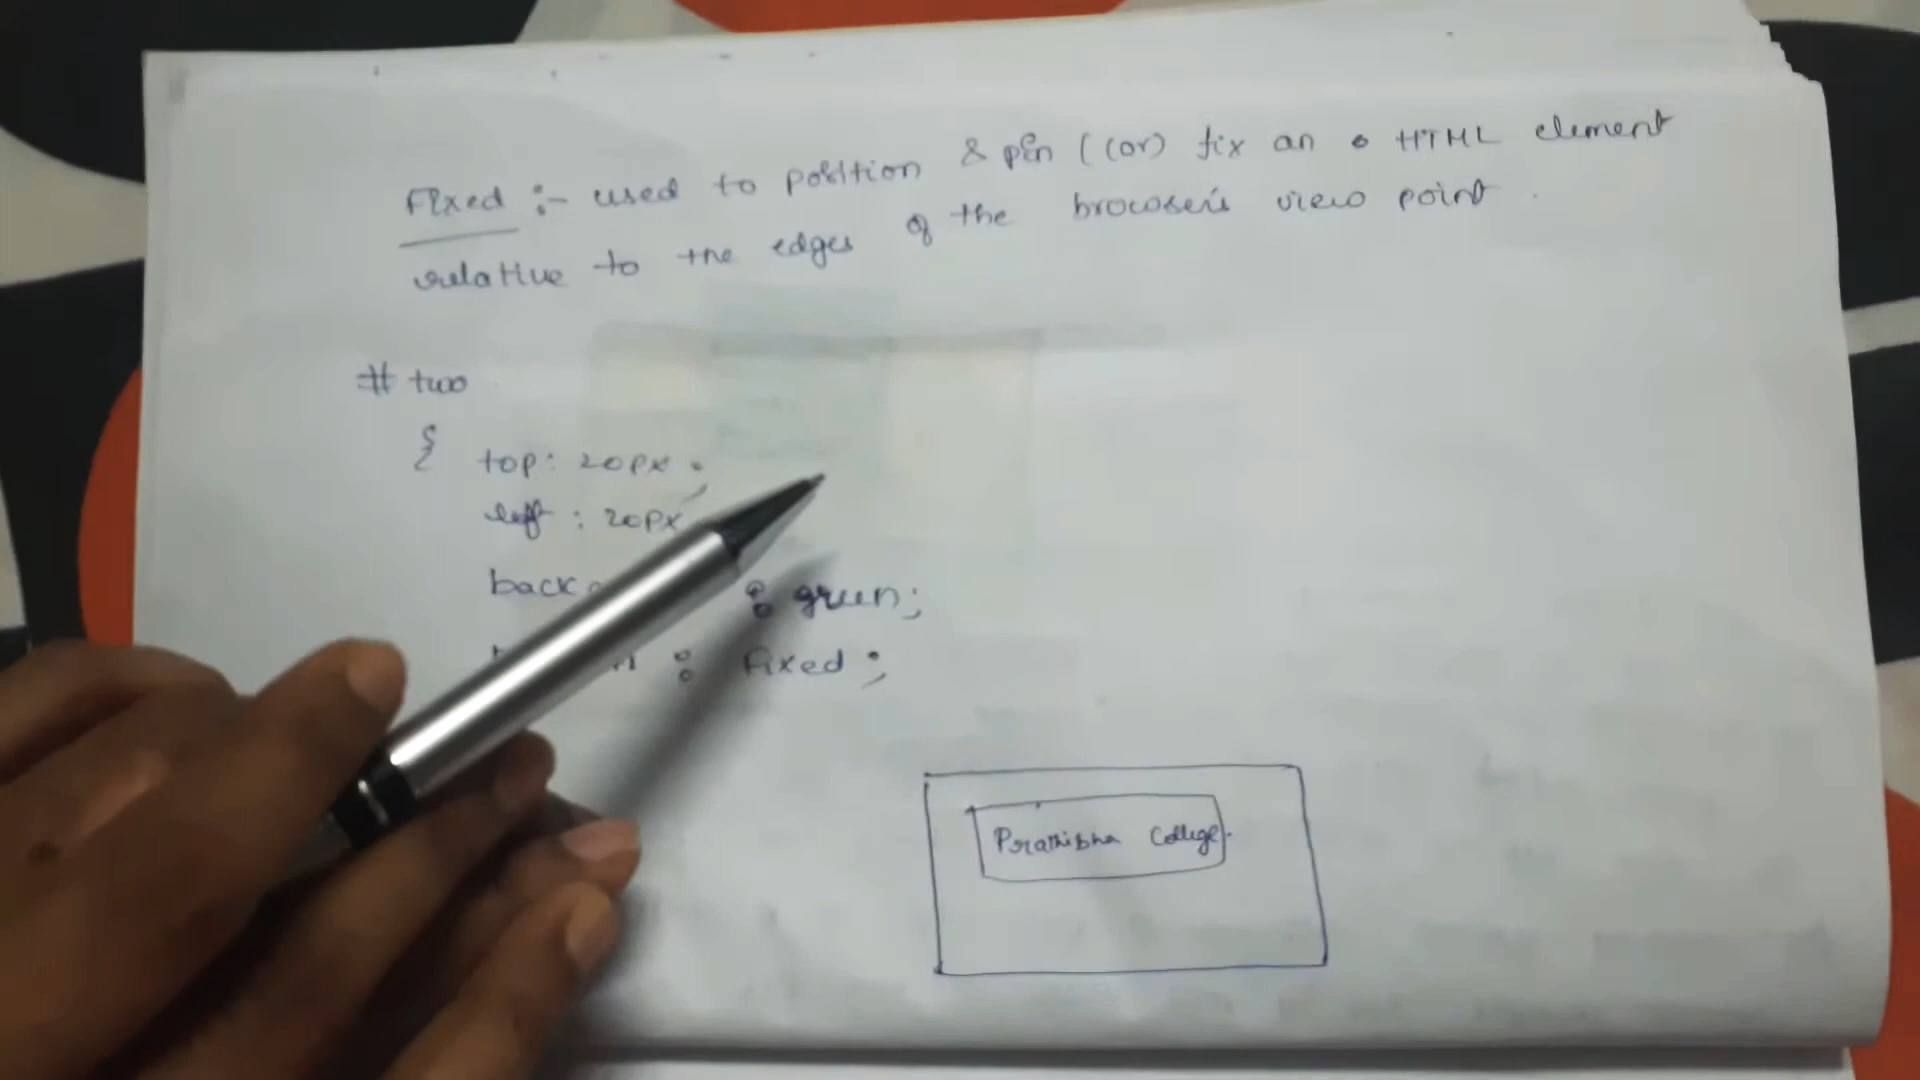 Fixed :- used to position & pin ((or) fix an HTML element
relative to the edges of the browser's view point.
# two
{ top: 20px;
left : 20px
back : green;
: fixed ;
Prathibha College.